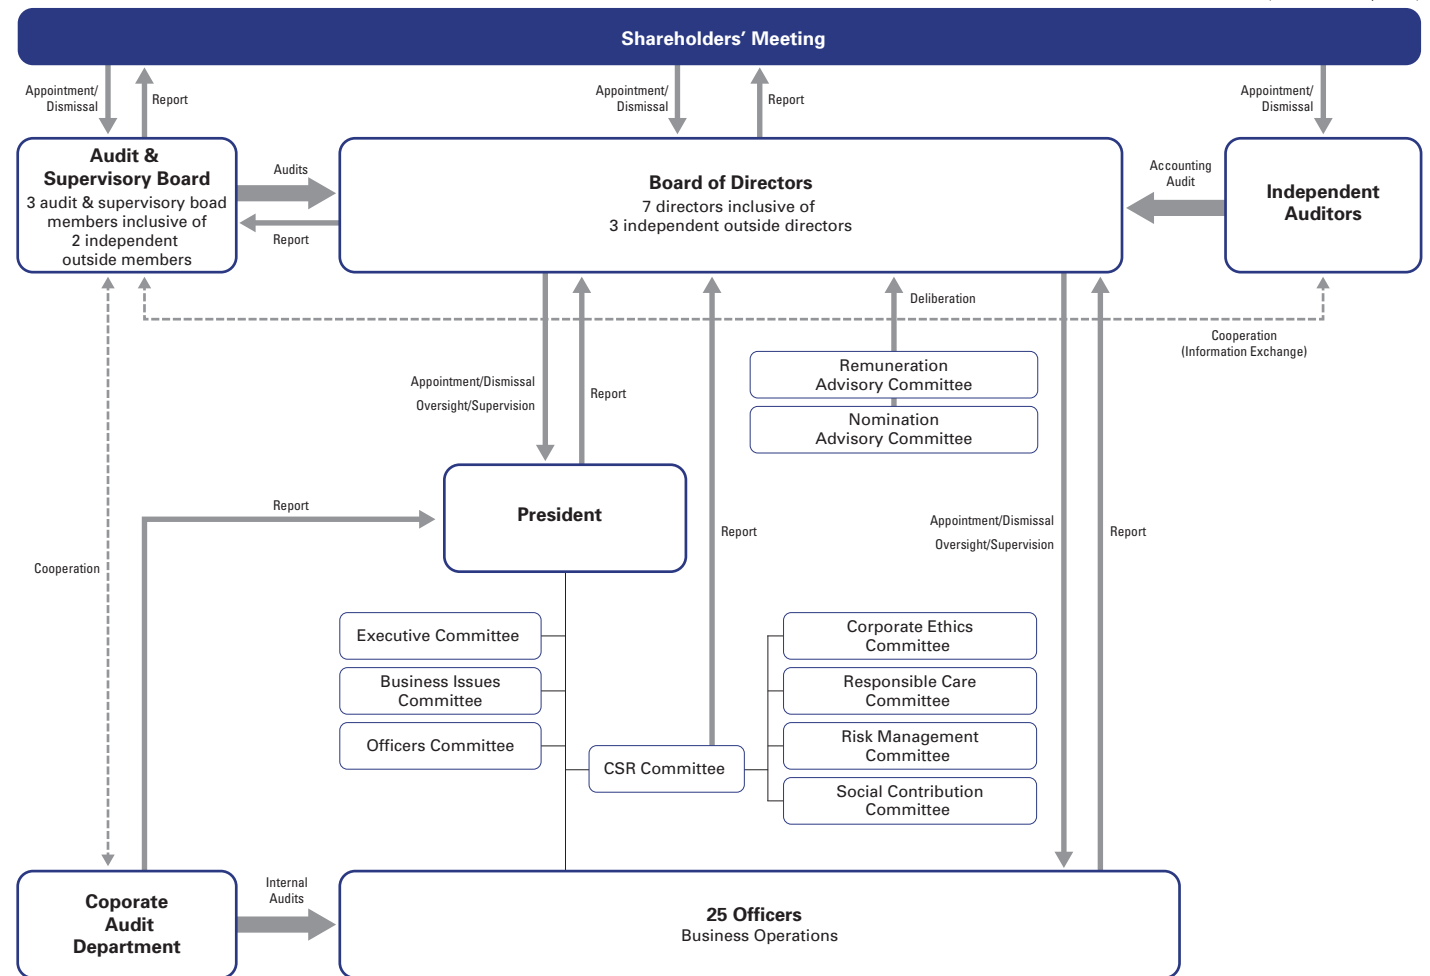 Shareholders' Meeting
Appointment/
Dismissal
Report
Appointment/
Dismissal
Report
Appointment/
Dismissal
Audit &
Supervisory Board
3 audit & supervisory boad
members inclusive of
2 independent
outside members
Audits
Report
Board of Directors
7 directors inclusive of
3 independent outside directors
Accounting
Audit
Independent
Auditors
Deliberation
Cooperation
(Information Exchange)
Remuneration
Advisory Committee
Nomination
Advisory Committee
Appointment/Dismissal
Oversight/Supervision
Report
Report
President
Report
Appointment/Dismissal
Oversight/Supervision
Report
Cooperation
Executive Committee
Business Issues
Committee
Officers Committee
CSR Committee
Corporate Ethics
Committee
Responsible Care
Committee
Risk Management
Committee
Social Contribution
Committee
Coporate
Audit
Department
Internal
Audits
25 Officers
Business Operations